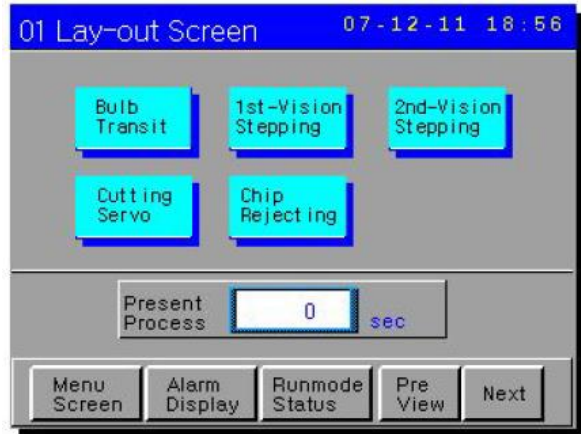 01 Lay-out Screen 07-12-11 18:56
Bulb
Transit
1st-Vision
Stepping
2nd-Vision
Stepping
Cutting
Servo
Chip
Rejecting
Present
Process
0
sec
Menu
Screen
Alarm
Display
Runmode
Status
Pre
View
Next